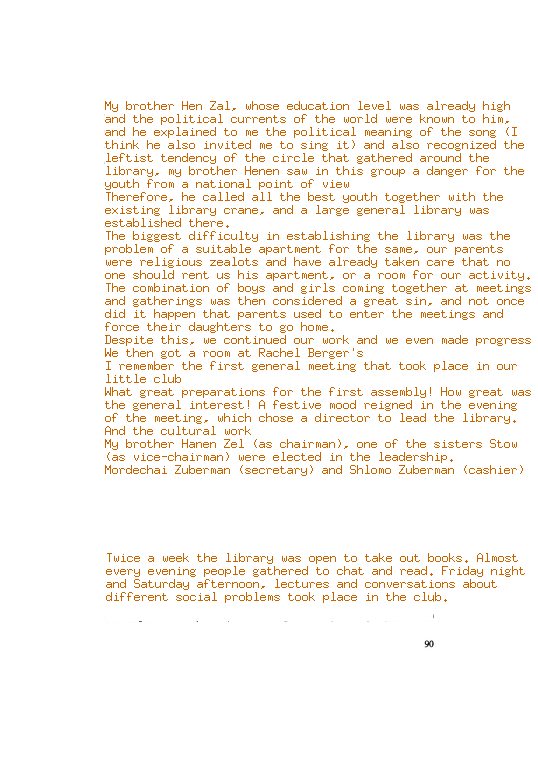 My brother Hen Zal, whose education level was already high
and the political currents of the world were known to him,
and he explained to me the political meaning of the song (I
think he also invited me to sing it) and also recognized the
leftist tendency of the circle that gathered around the
library, my brother Henen saw in this group a danger for the
youth from a national point of view
Therefore, he called all the best youth together with the
existing library crane, and a large general library was
established there.
The biggest difficulty in establishing the library was the
problem of a suitable apartment for the same, our parents
were religious zealots and have already taken care that no
one should rent us his apartment, or a room for our activity.
The combination of boys and girls coming together at meetings
and gatherings was then considered a great sin, and not once
did it happen that parents used to enter the meetings and
force their daughters to go home.
Despite this, we continued our work and we even made progress
We then got a room at Rachel Berger's
I remember the first general meeting that took place in our
little club
What great preparations for the first assembly! How great was
the general interest! A festive mood reigned in the evening
of the meeting, which chose a director to lead the library.
And the cultural work
My brother Hanen Zel (as chairman), one of the sisters Stow
(as vice-chairman) were elected in the leadership.
Mordechai Zuberman (secretary) and Shlomo Zuberman (cashier)
Twice a week the library was open to take out books. Almost
every evening people gathered to chat and read. Friday night
and Saturday afternoon, lectures and conversations about
different social problems took place in the club.
90